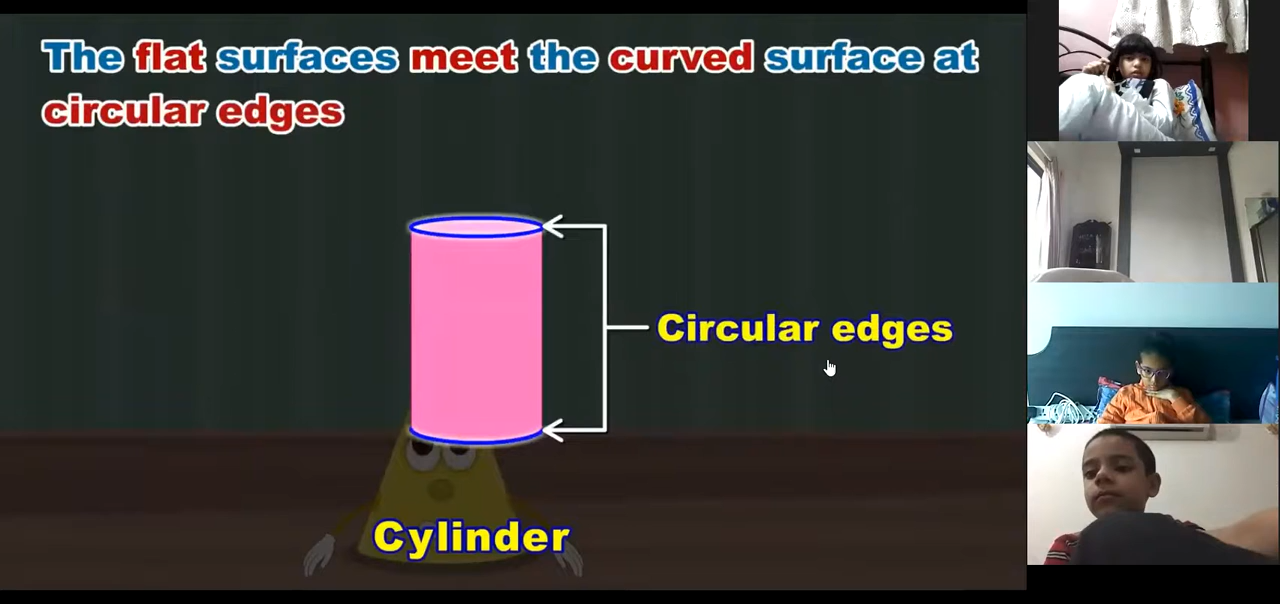 The flat surfaces meet the curved surface at
circular edges
Circular edges
Cylinder